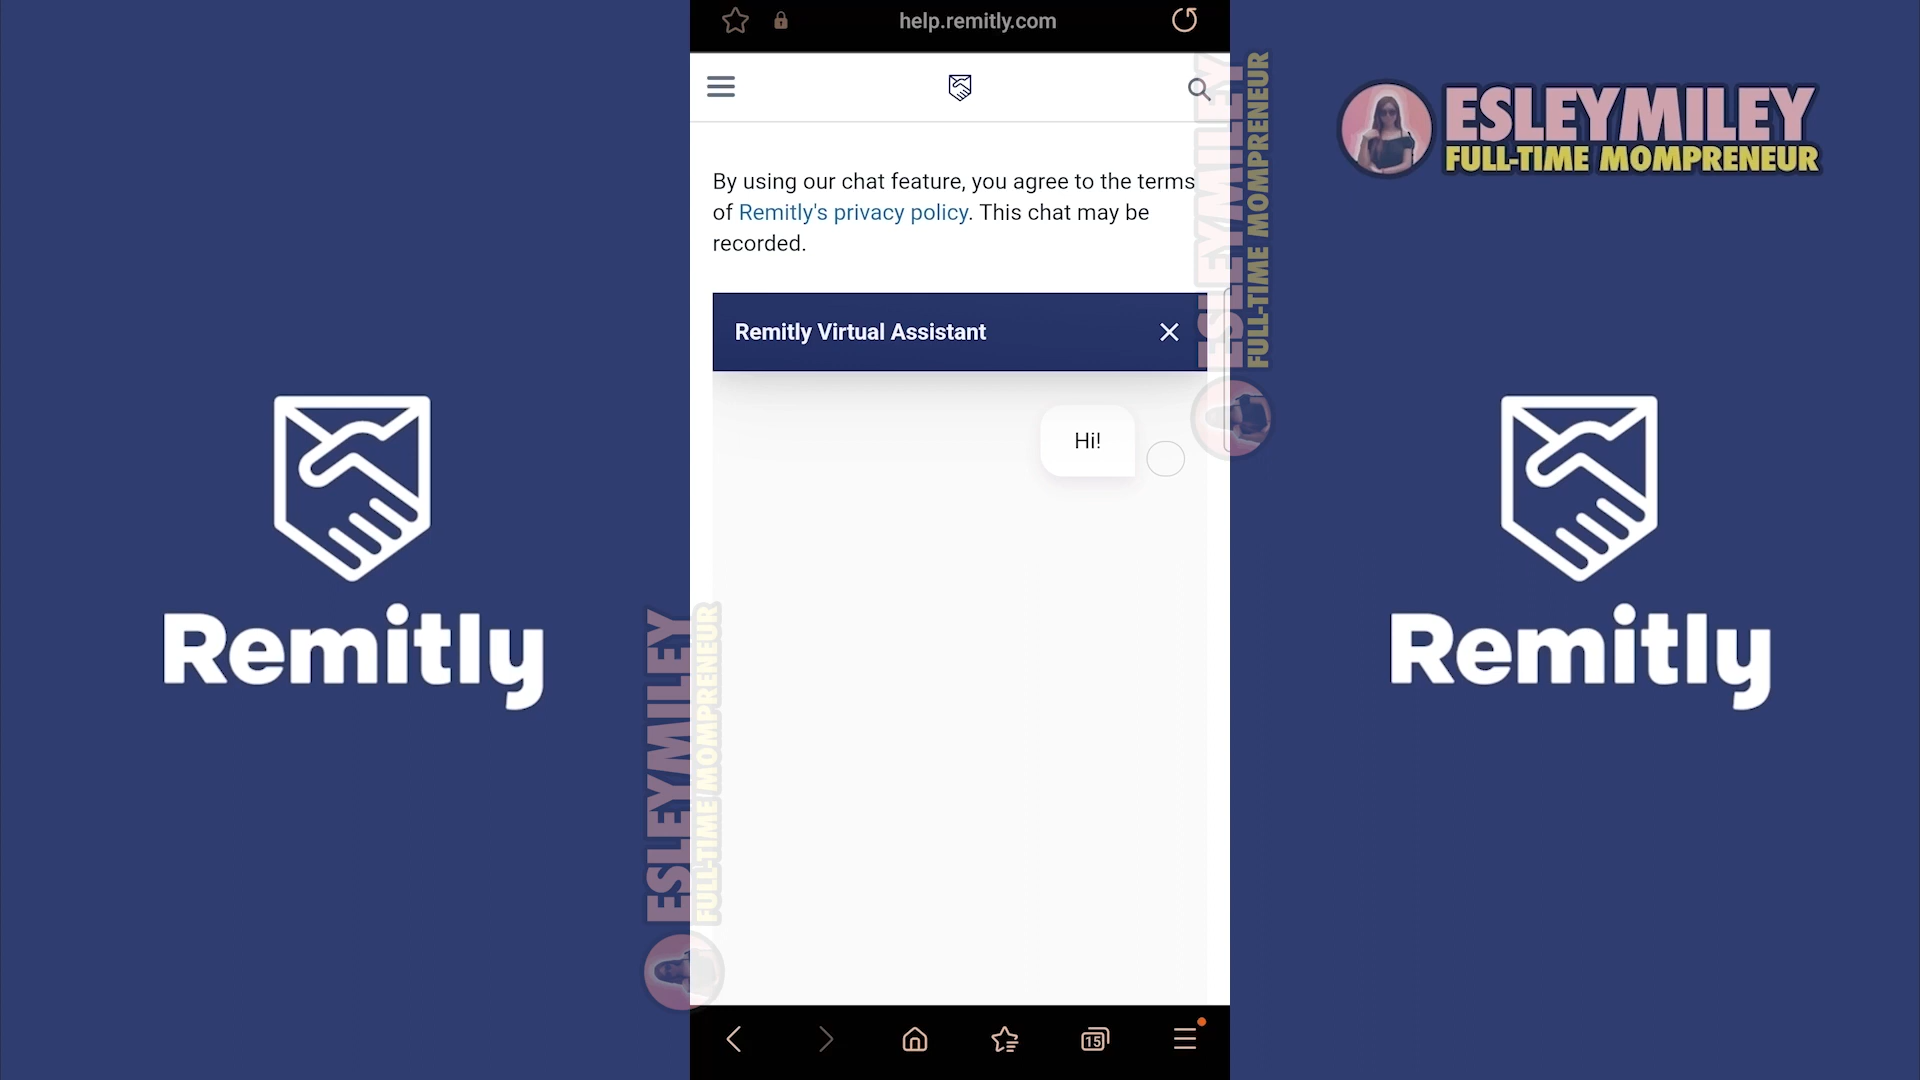 help.remitly.com
ESLEYMILEY
FULL-TIME MOMPRENEUR
By using our chat feature, you agree to the terms
of Remitly's privacy policy. This chat may be
recorded.
Remitly Virtual Assistant
Hi!
ESLEYMILEY
FULL-TIME MOMPRENEUR
Remitly
Remitly
ESLEYMILEY
FULL-TIME MOMPRENEUR
15